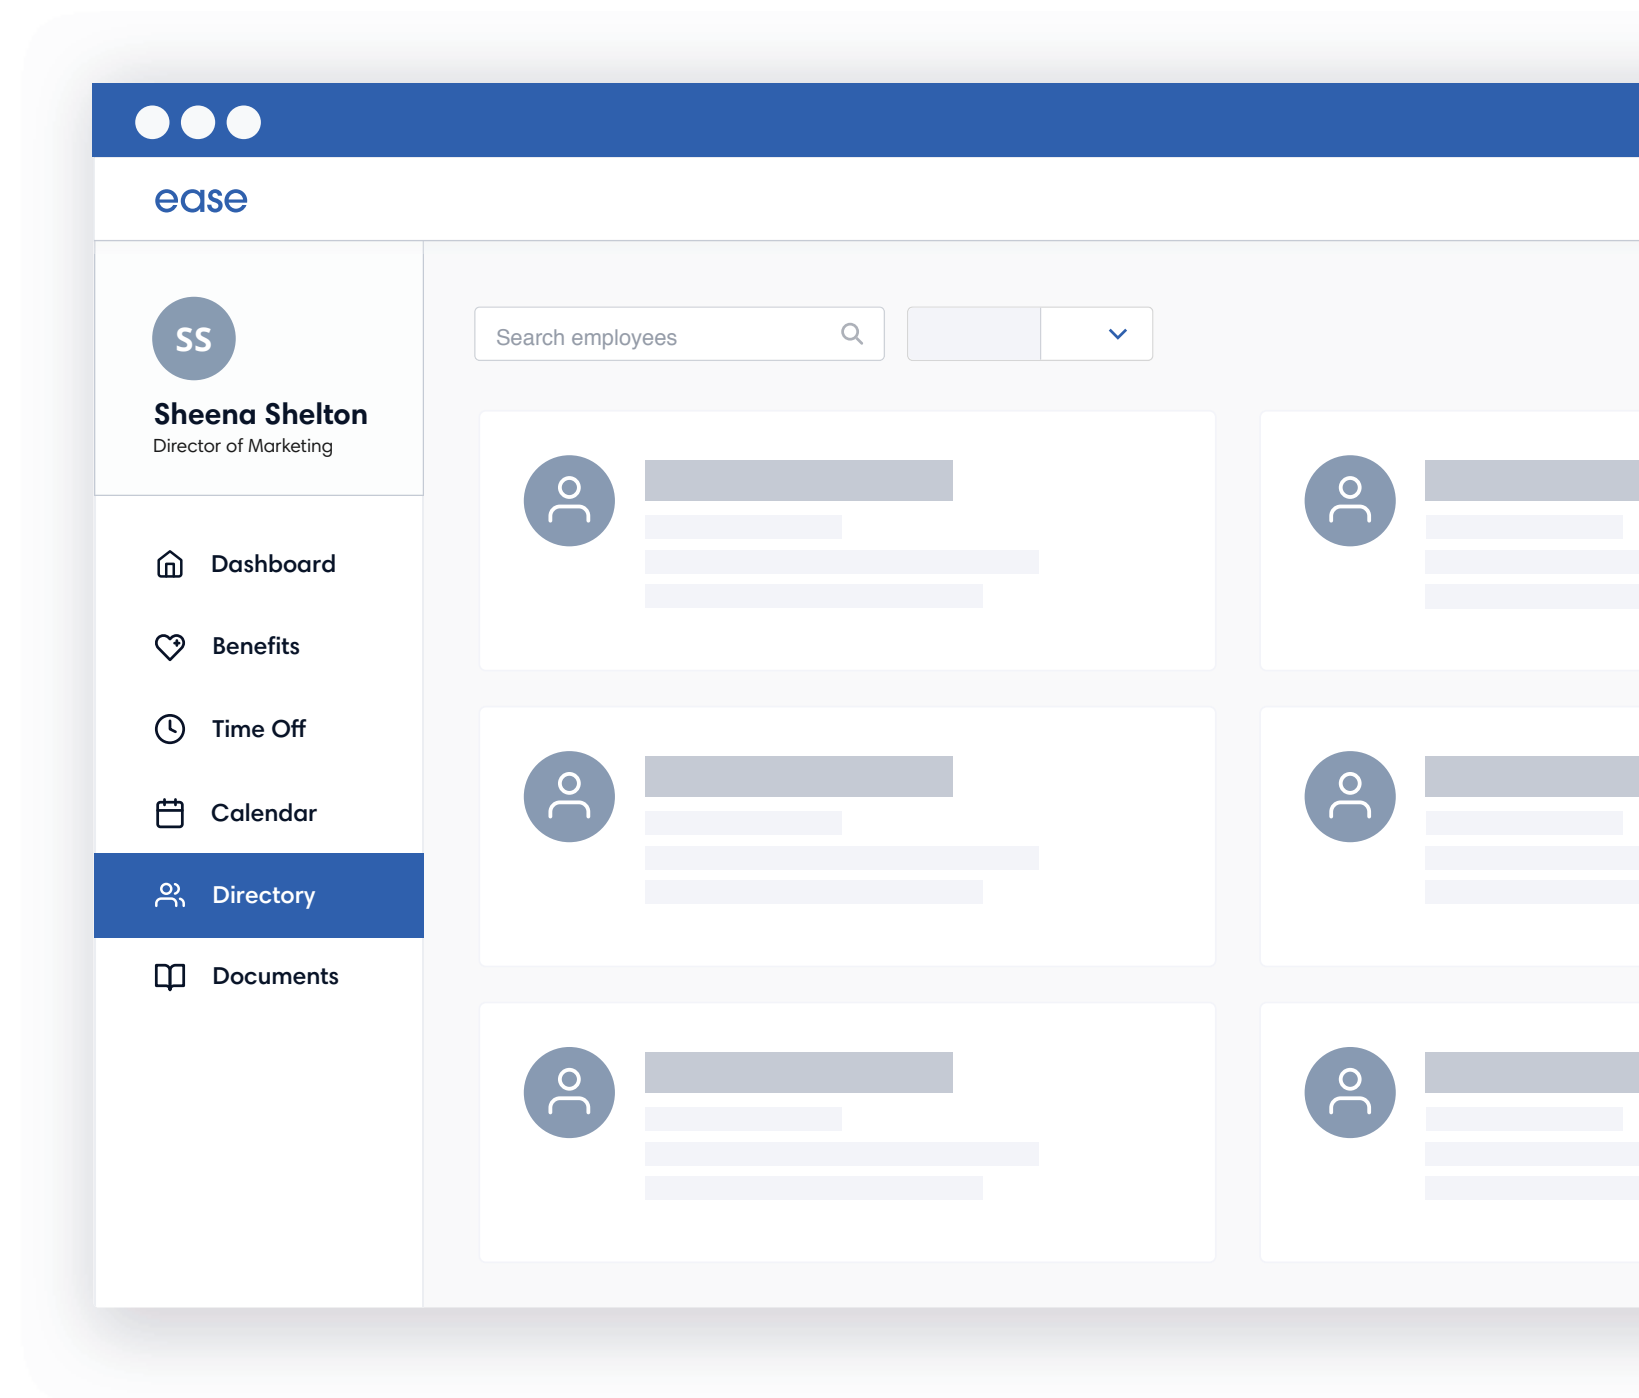 ease
SS
Sheena Shelton
Director of Marketing
Dashboard
Benefits
Time Off
Calendar
Directory
Documents
Search employees